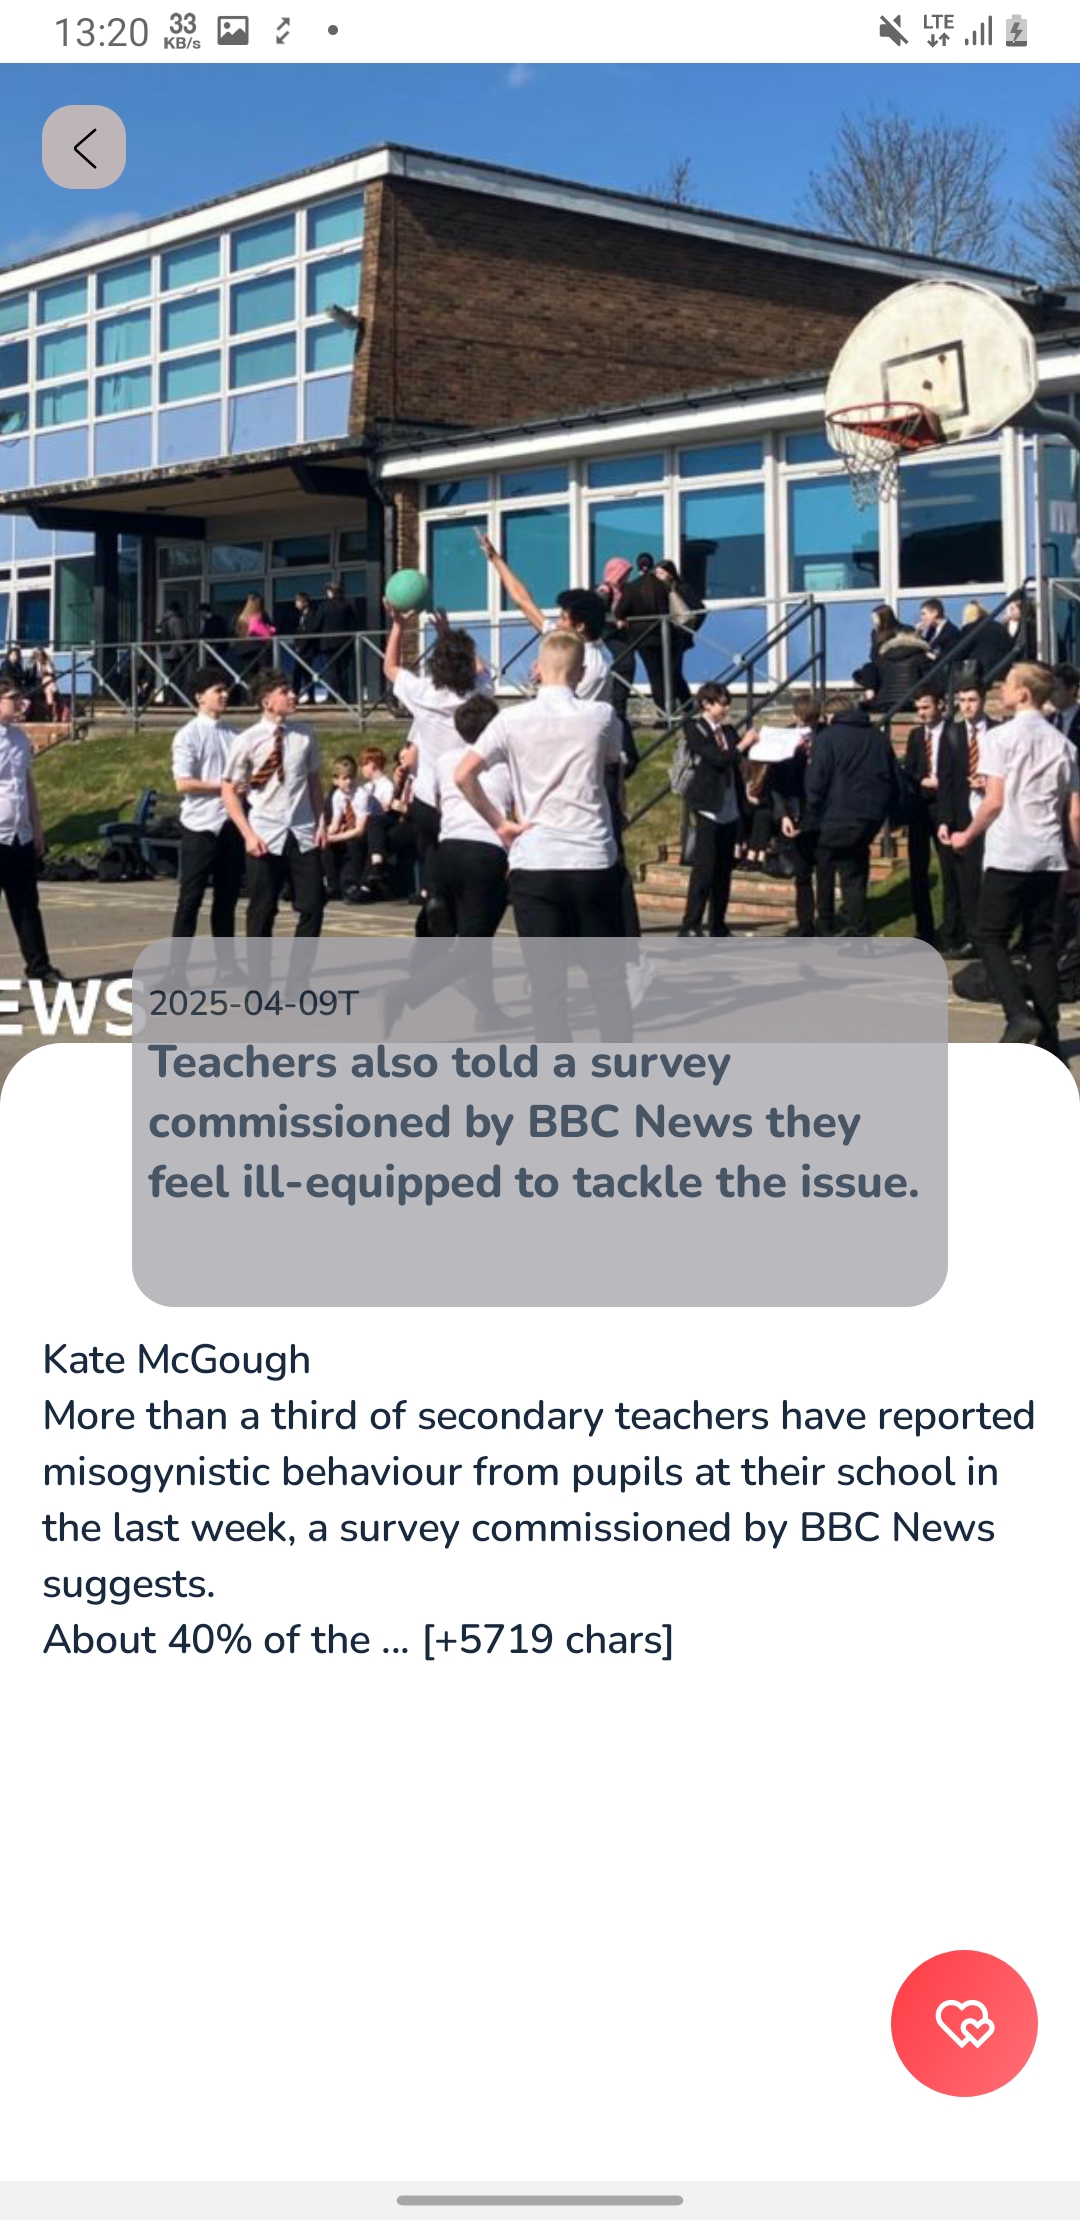 13:20 33 KB/s LTE
EWS
2025-04-09T
Teachers also told a survey
commissioned by BBC News they
feel ill-equipped to tackle the issue.
Kate McGough
More than a third of secondary teachers have reported
misogynistic behaviour from pupils at their school in
the last week, a survey commissioned by BBC News
suggests.
About 40% of the ... [+5719 chars]